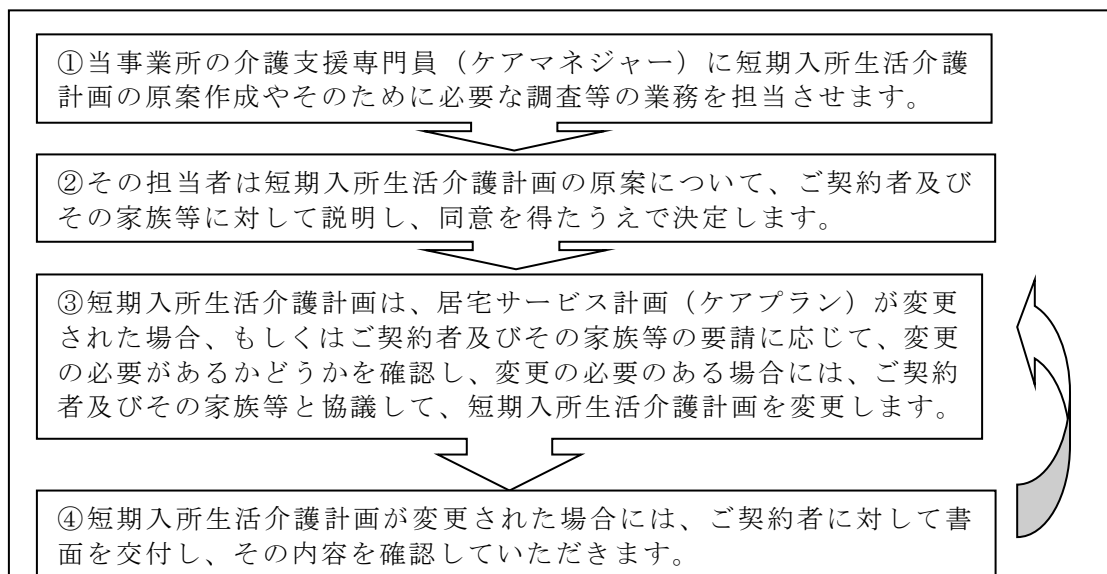 ①当事業所の介護支援専門員（ケアマネジャー）に短期入所生活介護
計画の原案作成やそのために必要な調査等の業務を担当させます。
②その担当者は短期入所生活介護計画の原案について、ご契約者及び
その家族等に対して説明し、同意を得たうえで決定します。
③短期入所生活介護計画は、居宅サービス計画（ケアプラン）が変更
された場合、もしくはご契約者及びその家族等の要請に応じて、変更
の必要があるかどうかを確認し、変更の必要のある場合には、ご契約
者及びその家族等と協議して、短期入所生活介護計画を変更します。
④短期入所生活介護計画が変更された場合には、ご契約者に対して書
面を交付し、その内容を確認していただきます。